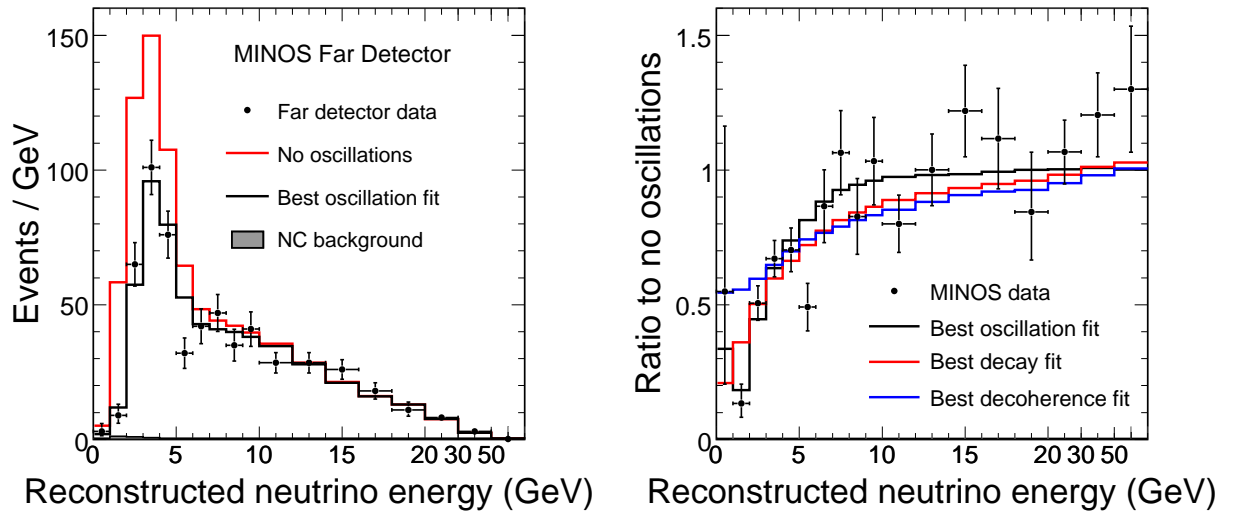 Events / GeV
150
100
50
0
MINOS Far Detector
Far detector data
No oscillations
Best oscillation fit
NC background
0 5 10 15 20 30 50
Reconstructed neutrino energy (GeV)
Ratio to no oscillations
1.5
1
0.5
0
MINOS data
Best oscillation fit
Best decay fit
Best decoherence fit
0 5 10 15 20 30 50
Reconstructed neutrino energy (GeV)